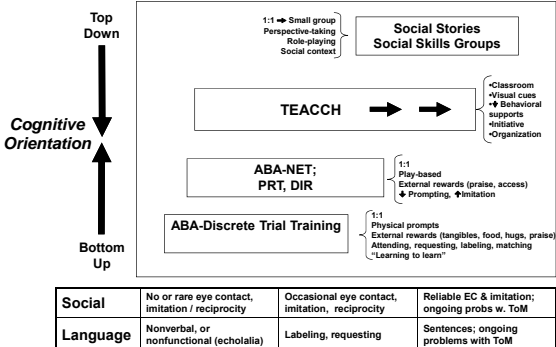 Top
Down
Cognitive
Orientation
Bottom
Up
1:1 ➔ Small group
Perspective-taking
Role-playing
Social context
Social Stories
Social Skills Groups
TEACCH
•Classroom
•Visual cues
•🡇 Behavioral
supports
•Initiative
•Organization
ABA-NET;
PRT, DIR
1:1
Play-based
External rewards (praise, access)
🡇 Prompting, 🡅Imitation
ABA-Discrete Trial Training
1:1
Physical prompts
External rewards (tangibles, food, hugs, praise)
Attending, requesting, labeling, matching
“Learning to learn”
Social
No or rare eye contact,
imitation / reciprocity
Occasional eye contact,
imitation, reciprocity
Reliable EC & imitation;
ongoing probs w. ToM
Language
Nonverbal, or
nonfunctional (echolalia)
Labeling, requesting
Sentences; ongoing
problems with ToM